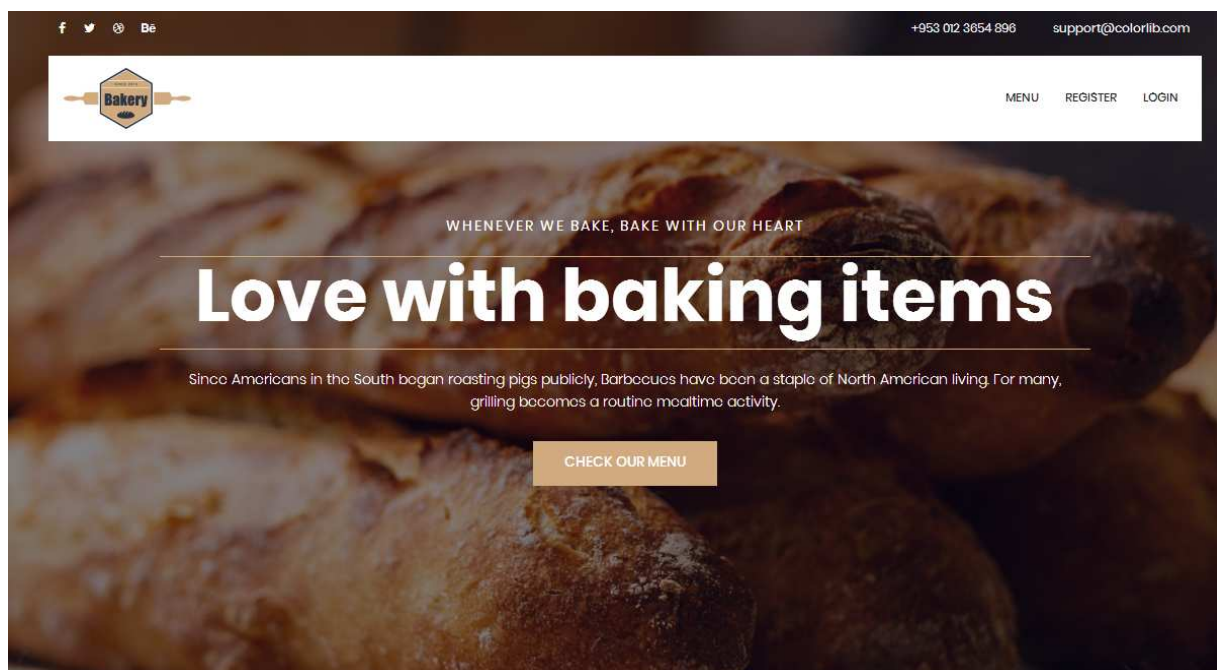 +953 012 3654 896 support@colorlib.com
Bakery
MENU REGISTER LOGIN
WHENEVER WE BAKE, BAKE WITH OUR HEART
Love with baking items
Since Americans in the South began roasting pigs publicly, Barbecues have been a staple of North American living. For many,
grilling becomes a routine mealtime activity.
CHECK OUR MENU